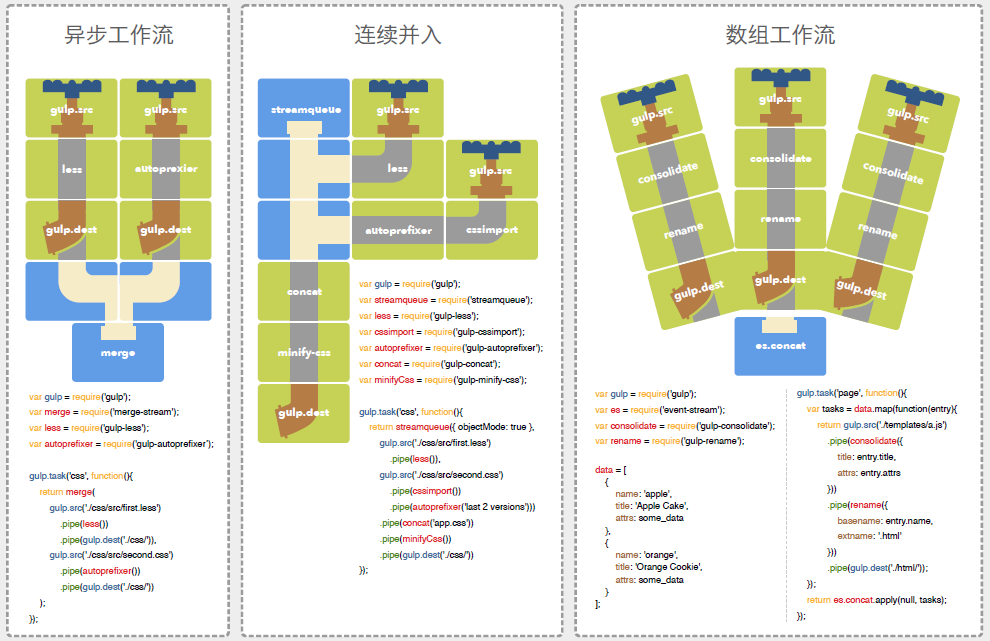 异步工作流
gulp.src
gulp.src
less
autoprexier
gulp.dest
gulp.dest
merge
var gulp = require('gulp');
var merge = require('merge-stream');
var less = require('gulp-less');
var autoprefixer = require('gulp-autoprefixer');
gulp.task('css', function(){
return merge(
gulp.src('./css/src/first.less')
.pipe(less())
.pipe(gulp.dest('./css/')),
gulp.src('./css/src/second.css')
.pipe(autoprefixer())
.pipe(gulp.dest('./css/'))
);
});
连续并入
streamqueue
gulp.src
less
gulp.src
autoprefixer
cssimport
concat
minify-css
gulp.dest
var gulp = require('gulp');
var streamqueue = require('streamqueue');
var less = require('gulp-less');
var cssimport = require('gulp-cssimport');
var autoprefixer = require('gulp-autoprefixer');
var concat = require('gulp-concat');
var minifyCss = require('gulp-minify-css');
gulp.task('css', function(){
return streamqueue({ objectMode: true },
gulp.src('./css/src/first.less')
.pipe(less()),
gulp.src('./css/src/second.css')
.pipe(cssimport())
.pipe(autoprefixer('last 2 versions')))
.pipe(concat('app.css'))
.pipe(minifyCss())
.pipe(gulp.dest('./css/'))
});
数组工作流
gulp.src
gulp.src
gulp.src
consolidate
consolidate
consolidate
rename
rename
rename
gulp.dest
gulp.dest
gulp.dest
es.concat
var gulp = require('gulp');
var es = require('event-stream');
var consolidate = require('gulp-consolidate');
var rename = require('gulp-rename');
data = [
{
name: 'apple',
title: 'Apple Cake',
attrs: some_data
},
{
name: 'orange',
title: 'Orange Cookie',
attrs: some_data
}
];
gulp.task('page', function(){
var tasks = data.map(function(entry){
return gulp.src('./templates/a.js')
.pipe(consolidate({
title: entry.title,
attrs: entry.attrs
}))
.pipe(rename({
basename: entry.name,
extname: '.html'
}))
.pipe(gulp.dest('./html/'));
});
return es.concat.apply(null, tasks);
});